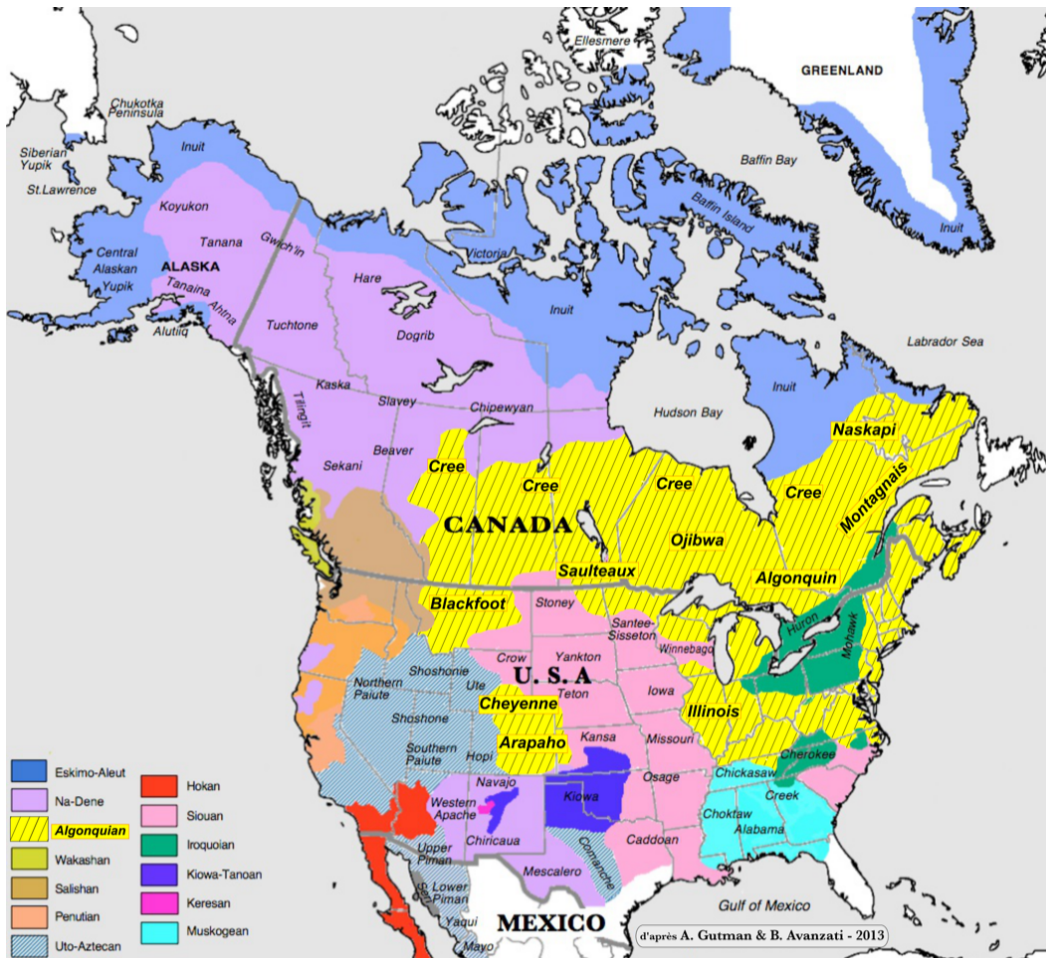 Ellesmere
GREENLAND
Chukotka
Peninsula
Siberian
Yupik
St.Lawrence
Inuit
Baffin Bay
Koyukon
Baffin Island
Tanana
Gwich'in
Victoria
Inuit
Central
Alaskan
Yupik
ALASKA
Hare
Tanaina
Ahtna
Inuit
Tuchtone
Dogrib
Alutiiq
Labrador Sea
Inuit
Kaska
Slavey
Chipewyan
Hudson Bay
Tilingit
Naskapi
Beaver
Sekani
Cree
Cree
Cree
Cree
Montagnais
CANADA
Ojibwa
Saulteaux
Algonquin
Blackfoot
Stoney
Santee-
Sisseton
Huron
Mohawk
Winnebago
Crow
Yankton
Shoshonie
U. S. A
Northern
Paiute
Ute
Teton
Iowa
Cheyenne
Illinois
Shoshone
Arapaho
Kansa
Missouri
Southern
Paiute
Hopi
Cherokee
Chickasaw
Navajo
Osage
Western
Apache
Kiowa
Creek
Choktaw
Alabama
Chiricaua
Caddoan
Upper
Piman
Comanche
Mescalero
Seri
Lower
Piman
Yaqui
Mayo
MEXICO
Gulf of Mexico
Eskimo-Aleut
Na-Dene
Algonquian
Wakashan
Salishan
Penutian
Uto-Aztecan
Hokan
Siouan
Iroquoian
Kiowa-Tanoan
Keresan
Muskogean
d'après A. Gutman & B. Avanzati - 2013